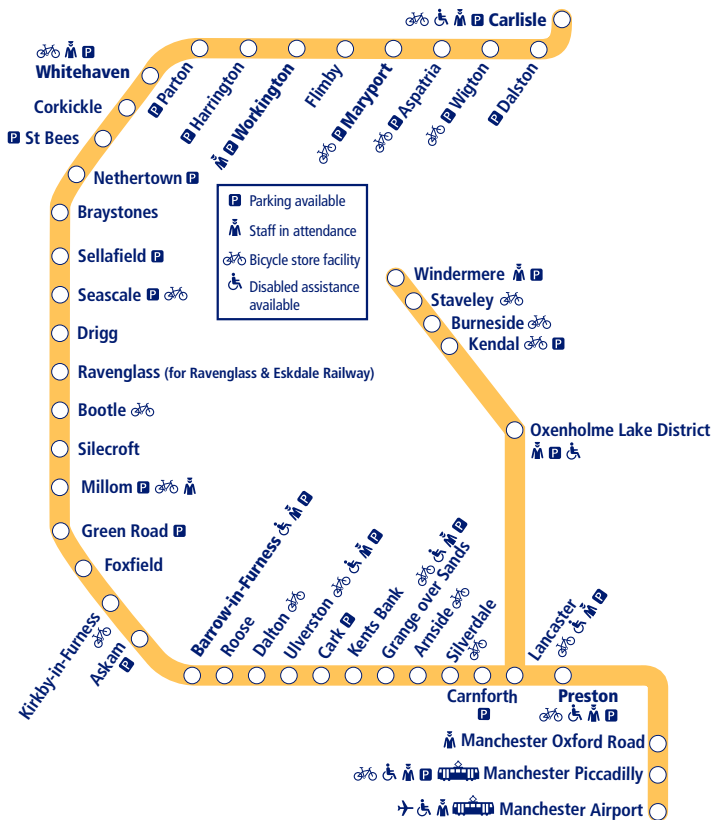 Carlisle
Whitehaven
P Parton
P Harrington
P Workington
Flimby
P Maryport
P Aspatria
P Wigton
P Dalston
Corkickle
P St Bees
Nethertown P
Braystones
Sellafield P
Seascale P
Drigg
Ravenglass (for Ravenglass & Eskdale Railway)
Bootle
Silecroft
Millom P
Green Road P
Foxfield
Kirkby-in-Furness
Askam
P
P Parking available
Staff in attendance
Bicycle store facility
Disabled assistance
available
Windermere P
Staveley
Burneside
Kendal P
Oxenholme Lake District
P
Barrow-in-Furness P
Roose
Dalton
Ulverston P
Cark P
Kents Bank
Grange over Sands
P
Arnside
Silverdale
Carnforth
P
Lancaster
P
Preston
P
Manchester Oxford Road
P Manchester Piccadilly
Manchester Airport